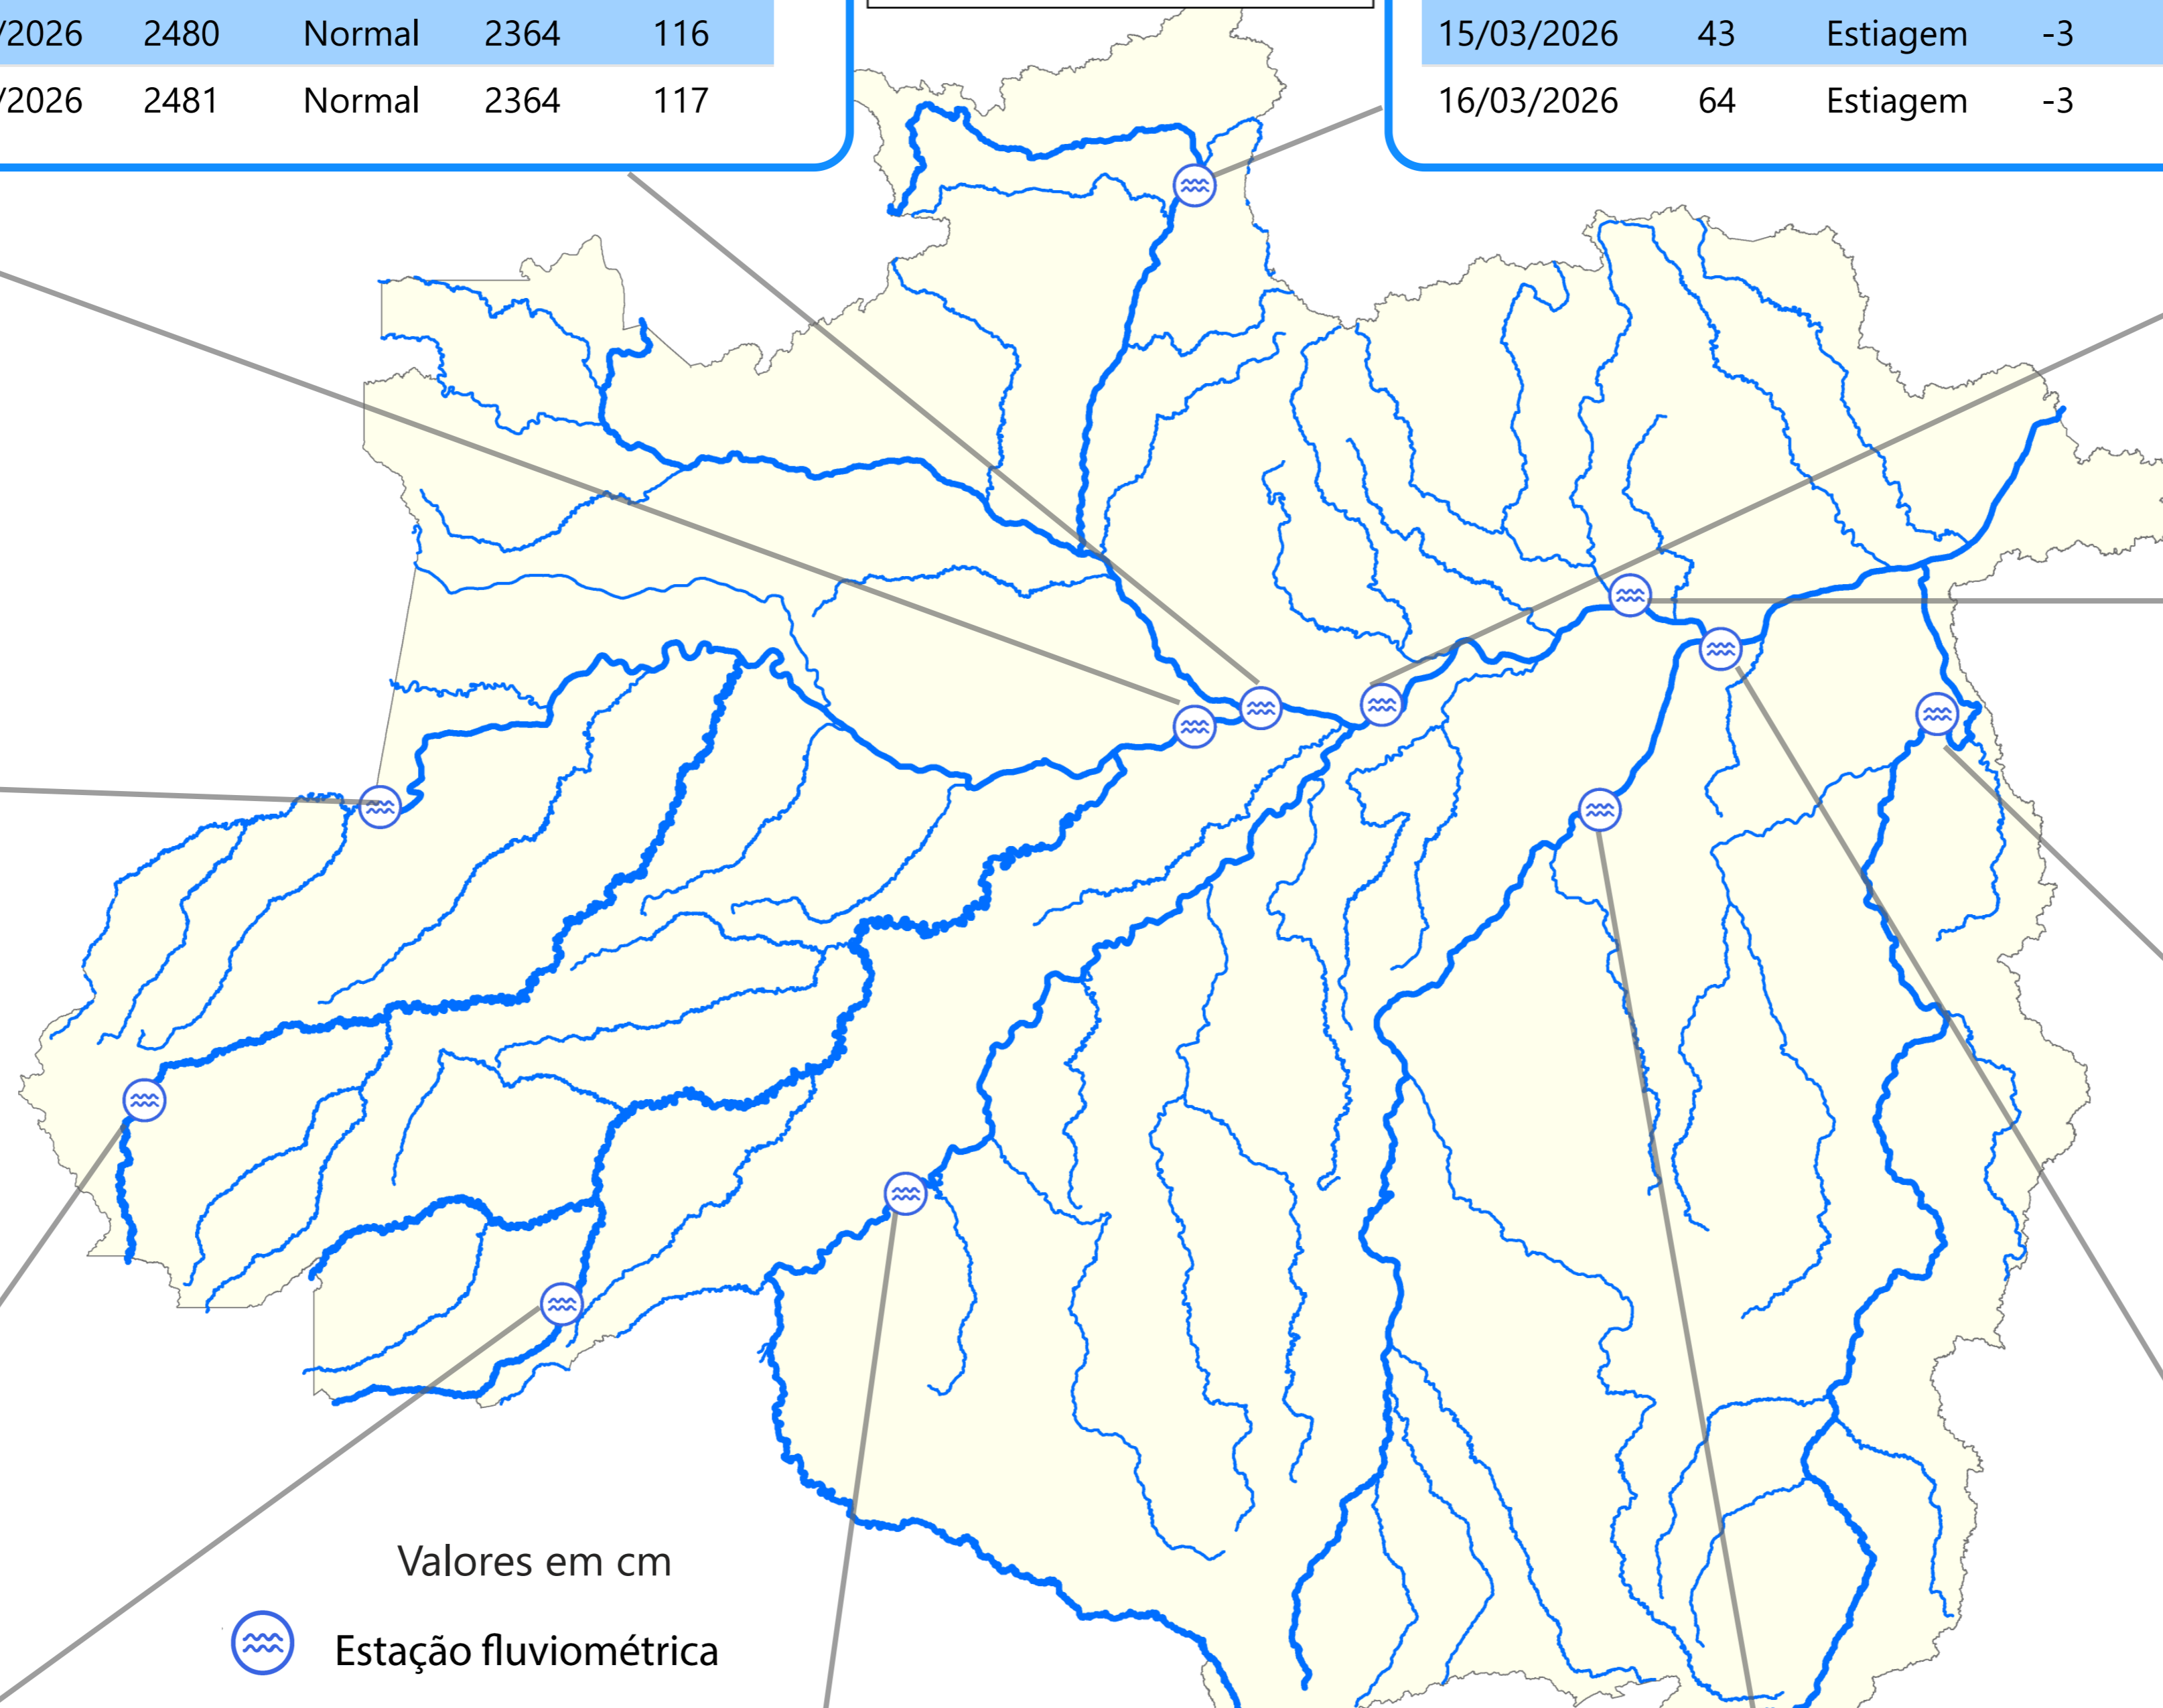 /2026 2480 Normal 2364 116
/2026 2481 Normal 2364 117
15/03/2026 43 Estiagem -3
16/03/2026 64 Estiagem -3
Valores em cm
Estação fluviométrica